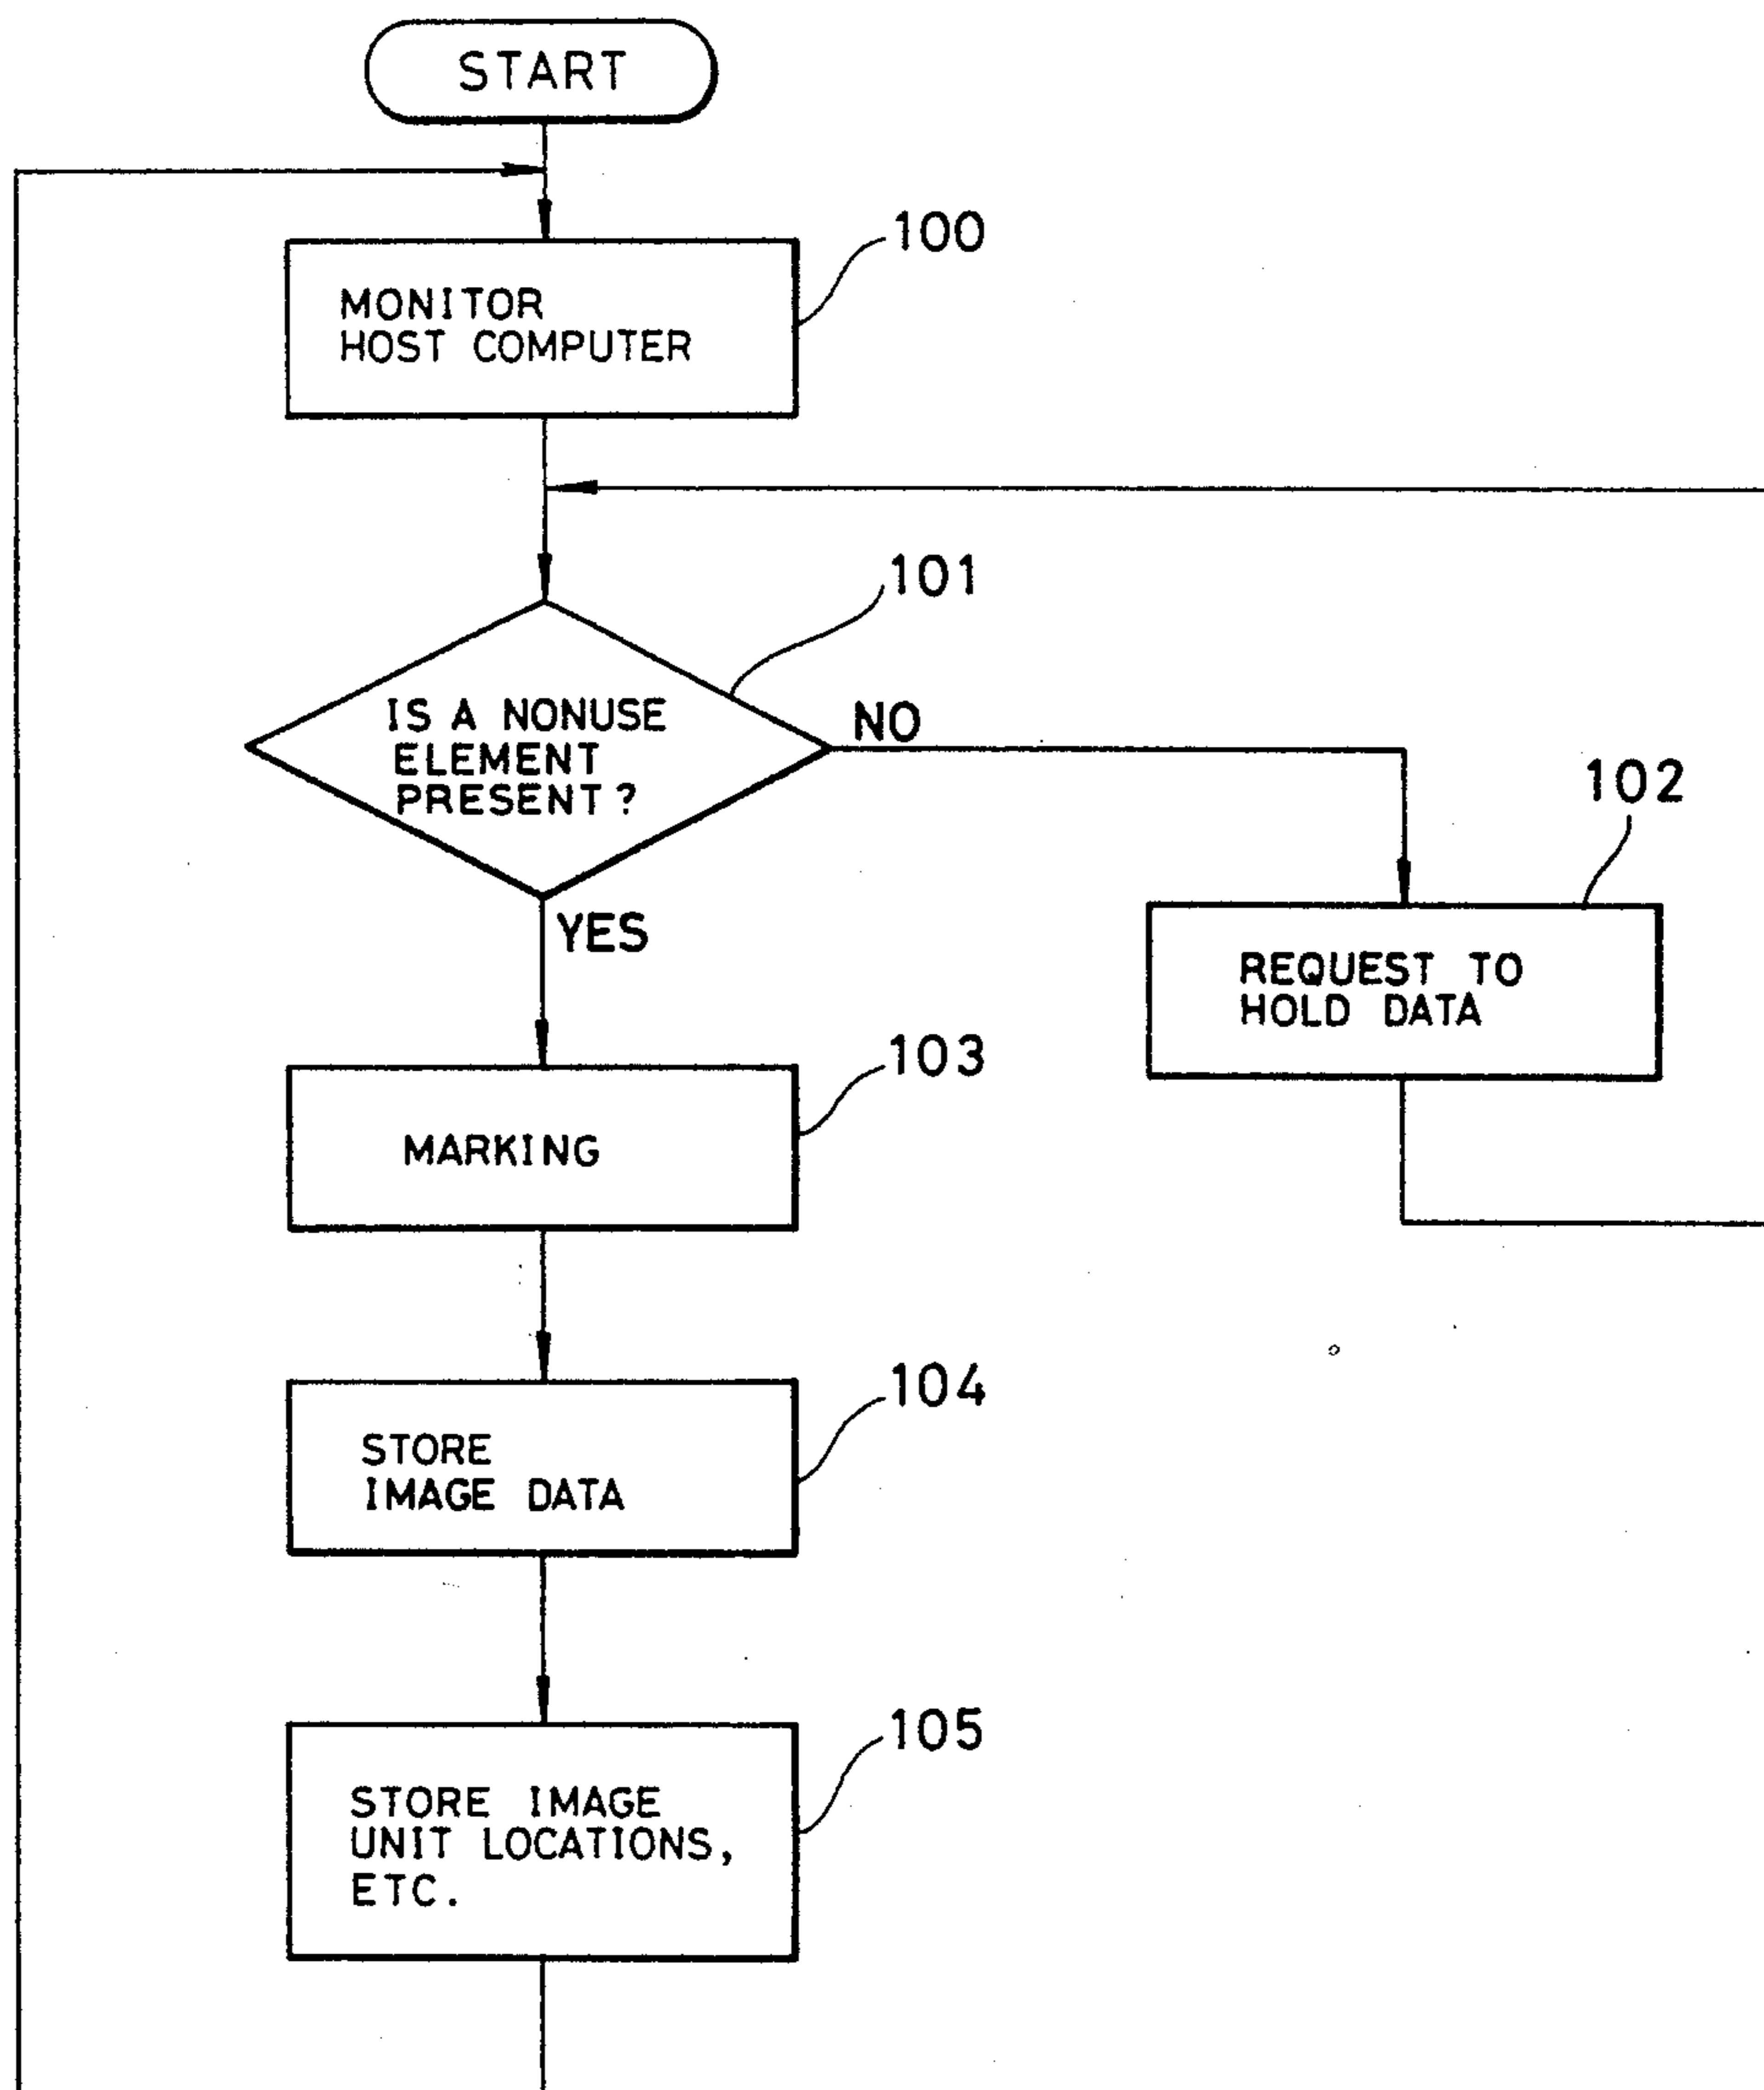 START
100
MONITOR
HOST COMPUTER
101
IS A NONUSE
ELEMENT
PRESENT?
NO
102
YES
REQUEST TO
HOLD DATA
103
MARKING
104
STORE
IMAGE DATA
105
STORE IMAGE
UNIT LOCATIONS,
ETC.